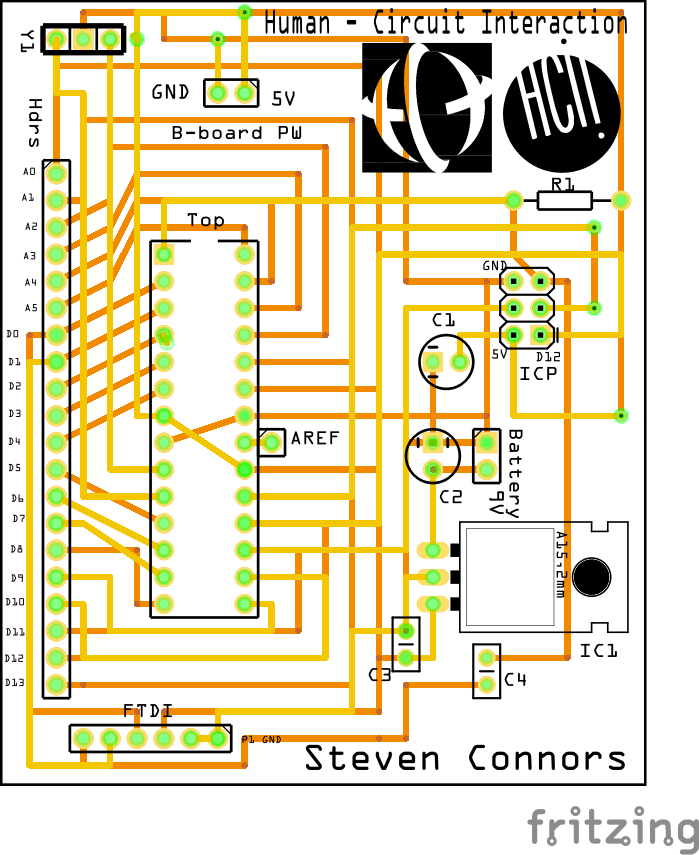 Human - Circuit Interaction
Y1
HCI!
GND
5V
Hdrs
B-board PW
A0
R1
A1
Top
A2
A3
GND
A4
A5
C1
D0
5V
D12
D1
ICP
D2
D3
AREF
Battery
9V
D4
D5
C2
D6
D7
A15,2mm
D8
D9
D10
D11
IC1
D12
C3
C4
D13
FTDI
P1 GND
Steven Connors
fritzing